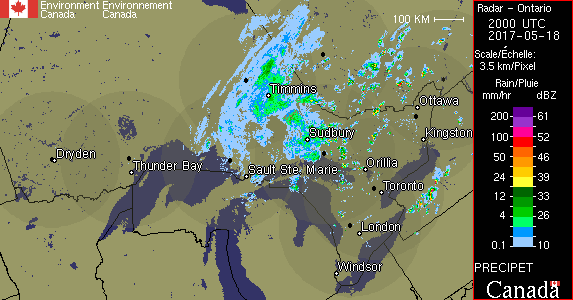 Environment Environnement
Canada Canada
100 KM
Timmins
Ottawa
Sudbury
Kingston
Dryden
Thunder Bay
Sault Ste. Marie
Orillia
Toronto
London
Windsor
Radar - Ontario
2000 UTC
2017-05-18
Scale/Échelle:
3.5 km/Pixel
Rain/Pluie
mm/hr dBZ
200 61
100 52
50 46
24 39
12 33
4 26
0.1 10
PRECIPET
Canada